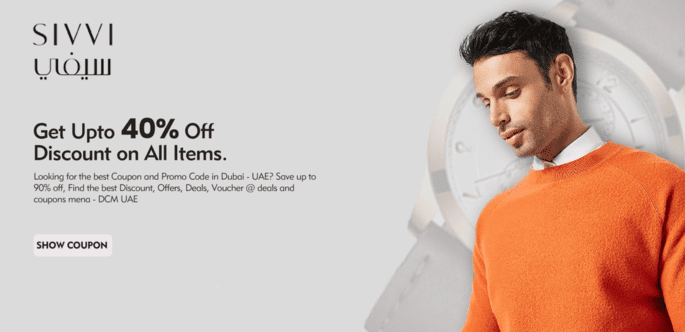 SIVVI
سيفي
Get Upto 40% Off
Discount on All Items.
Looking for the best Coupon and Promo Code in Dubai - UAE? Save up to
90% off, Find the best Discount, Offers, Deals, Voucher @ deals and
coupons mena - DCM UAE
SHOW COUPON